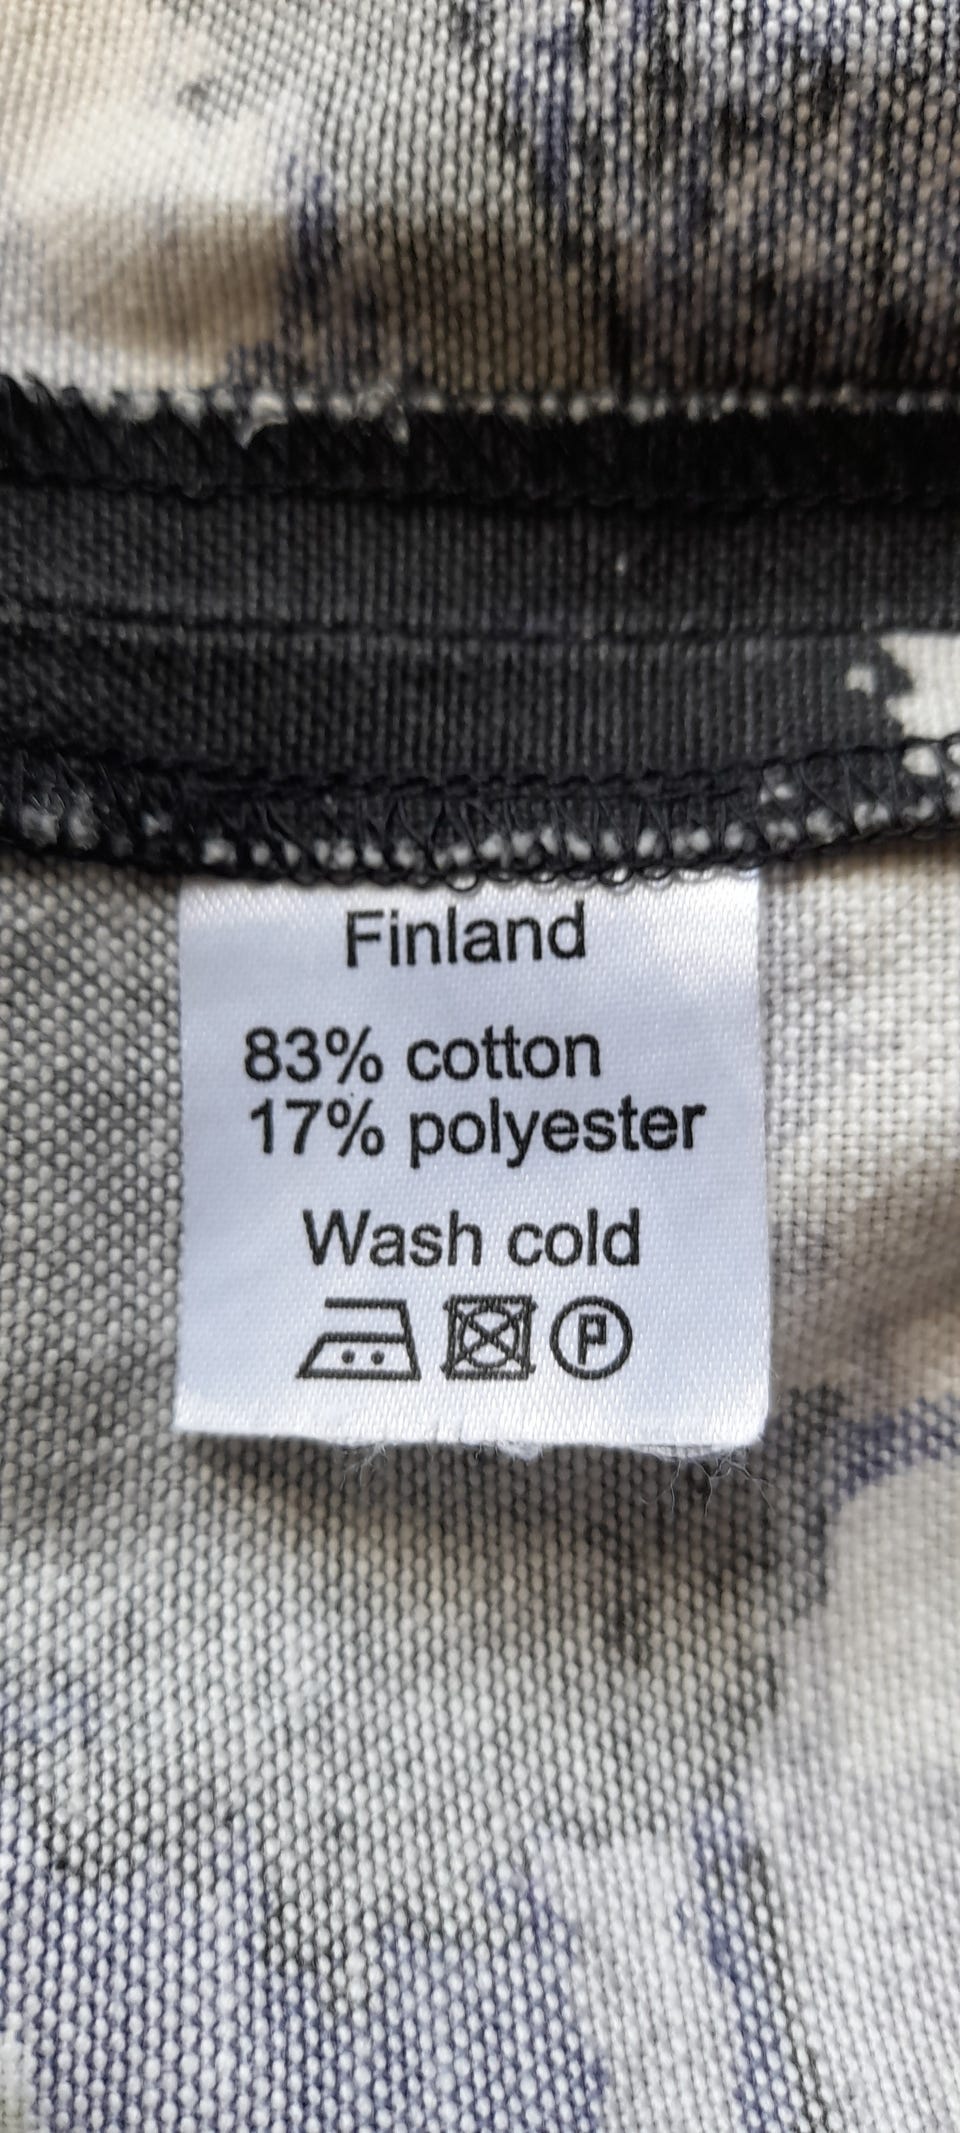 Finland
83% cotton
17% polyester
Wash cold
P